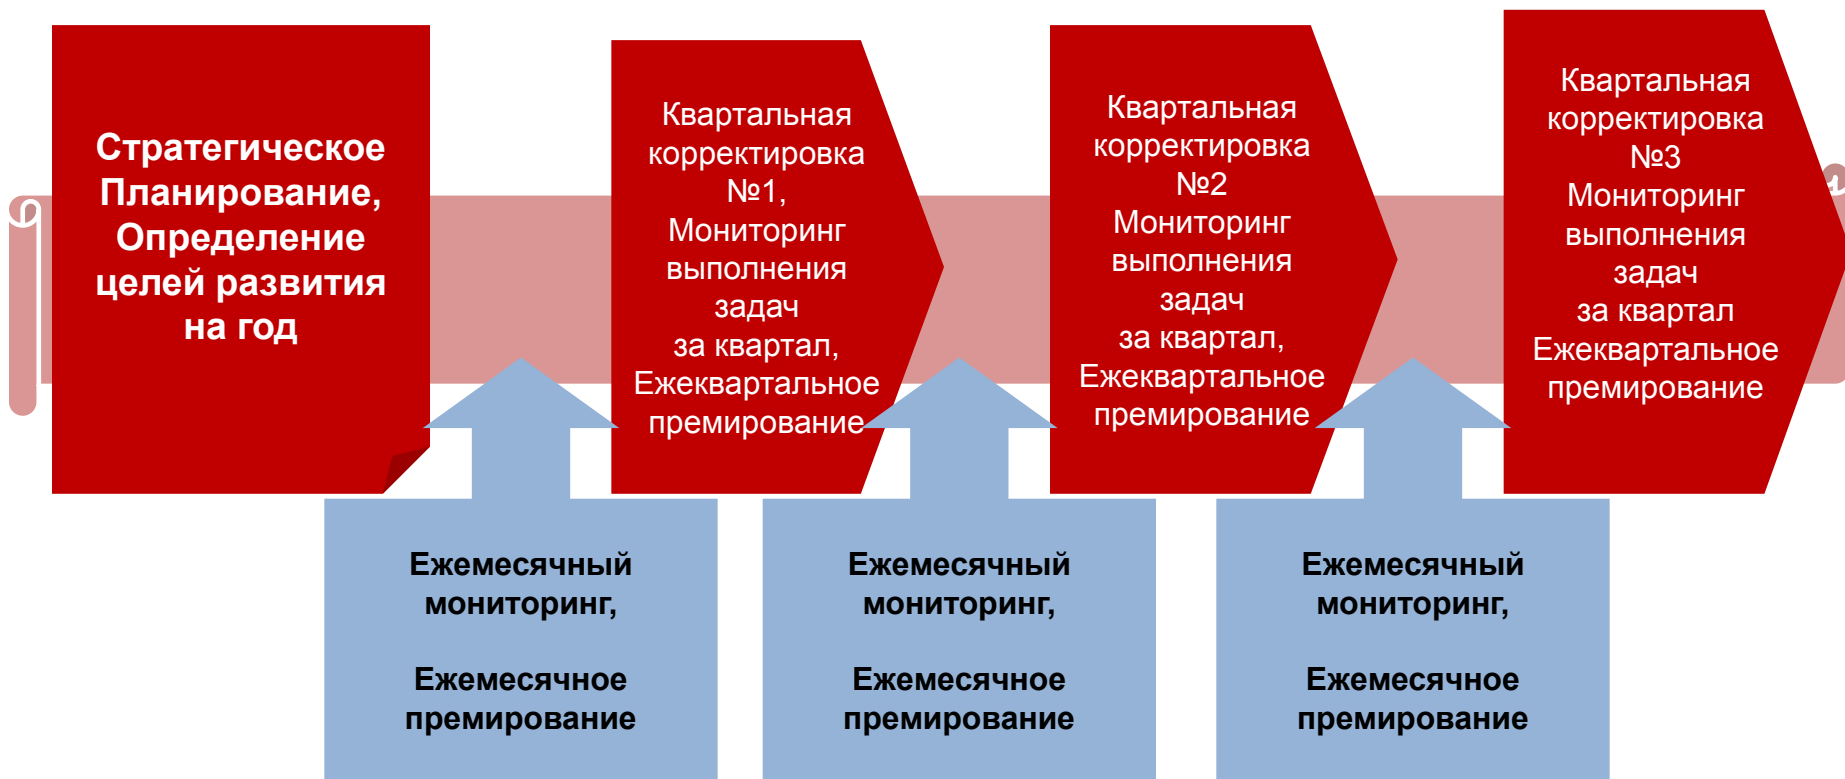 Стратегическое
Планирование,
Определение
целей развития
на год
Квартальная
корректировка
№1,
Мониторинг
выполнения
задач
за квартал,
Ежеквартальное
премирование
Квартальная
корректировка
№2
Мониторинг
выполнения
задач
за квартал,
Ежеквартальное
премирование
Квартальная
корректировка
№3
Мониторинг
выполнения
задач
за квартал
Ежеквартальное
премирование
Ежемесячный
мониторинг,
Ежемесячное
премирование
Ежемесячный
мониторинг,
Ежемесячное
премирование
Ежемесячный
мониторинг,
Ежемесячное
премирование